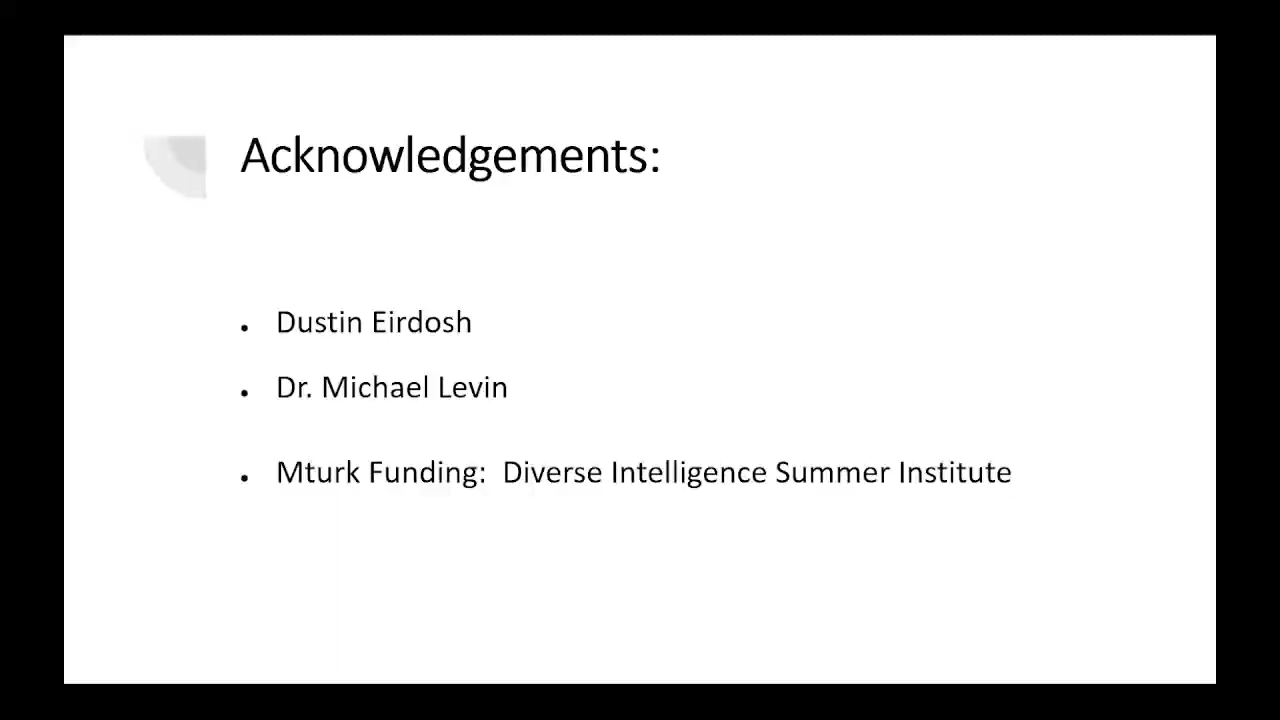 Acknowledgements:
• Dustin Eirdosh
• Dr. Michael Levin
• Mturk Funding:  Diverse Intelligence Summer Institute